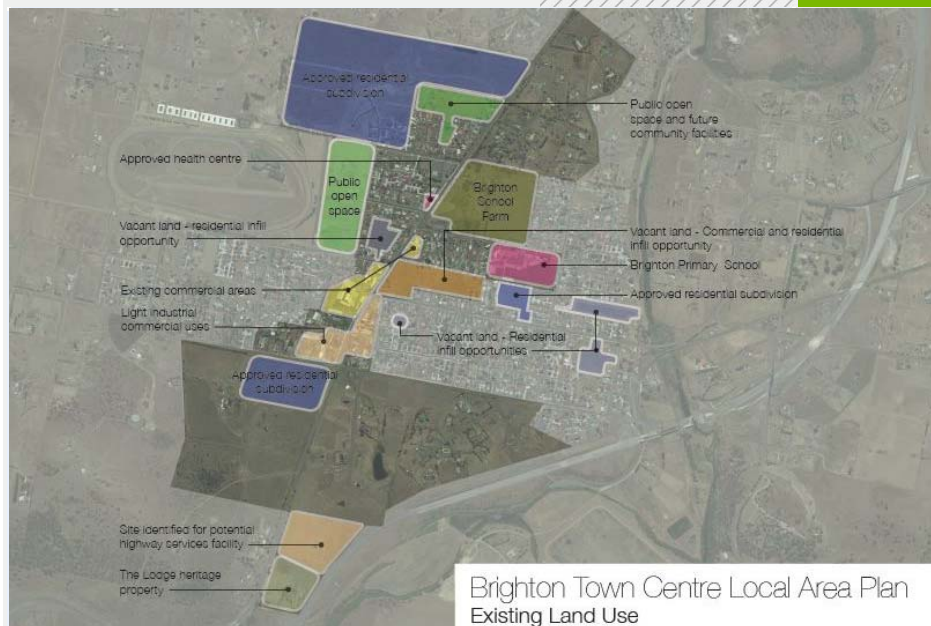 Approved residential
subdivision
Public open
space and future
community facilities
Approved health centre
Public
open
space
Brighton
School
Farm
Vacant land - residential infill
opportunity
Vacant land - Commercial and residential
infill opportunity
Brighton Primary School
Existing commercial areas
Approved residential subdivision
Light industrial
commercial uses
Vacant land - Residential
infill opportunities
Approved residential
subdivision
Site identified for potential
highway services facility
The Lodge heritage
property
Brighton Town Centre Local Area Plan
Existing Land Use